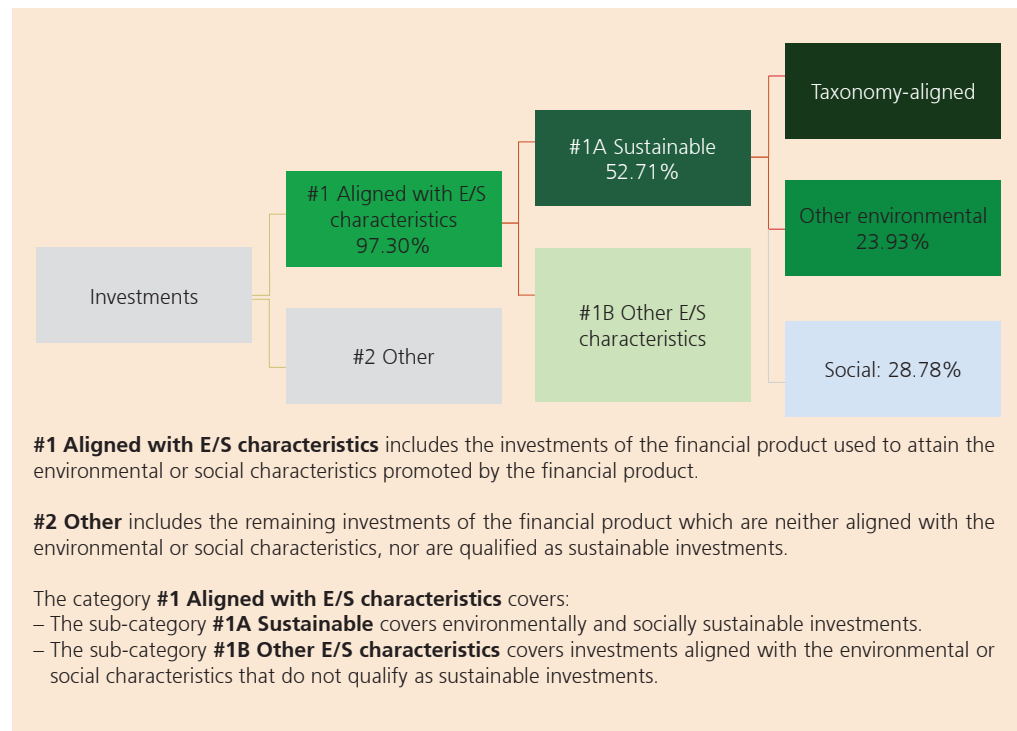 Taxonomy-aligned
#1A Sustainable
52.71%
#1 Aligned with E/S
characteristics
97.30%
Other environmental
23.93%
Investments
#1B Other E/S
characteristics
#2 Other
Social: 28.78%
#1 Aligned with E/S characteristics includes the investments of the financial product used to attain the
environmental or social characteristics promoted by the financial product.
#2 Other includes the remaining investments of the financial product which are neither aligned with the
environmental or social characteristics, nor are qualified as sustainable investments.
The category #1 Aligned with E/S characteristics covers:
– The sub-category #1A Sustainable covers environmentally and socially sustainable investments.
– The sub-category #1B Other E/S characteristics covers investments aligned with the environmental or
social characteristics that do not qualify as sustainable investments.